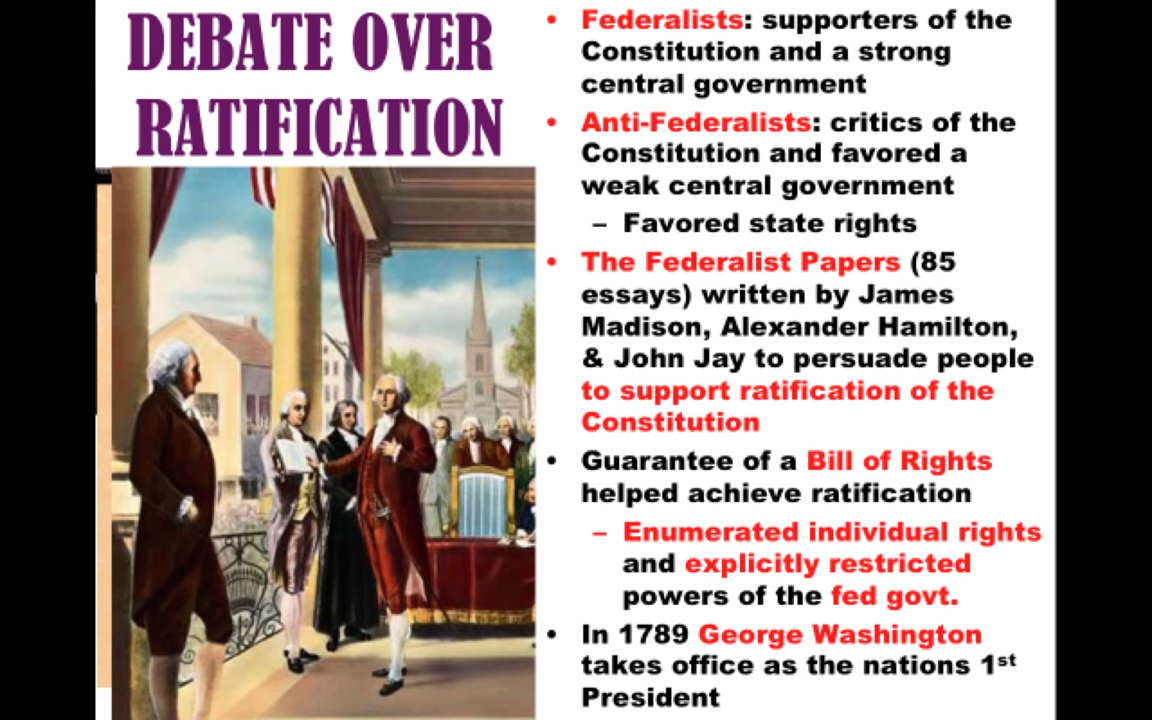 DEBATE OVER
RATIFICATION
• Federalists: supporters of the
Constitution and a strong
central government
• Anti-Federalists: critics of the
Constitution and favored a
weak central government
– Favored state rights
• The Federalist Papers (85
essays) written by James
Madison, Alexander Hamilton,
& John Jay to persuade people
to support ratification of the
Constitution
• Guarantee of a Bill of Rights
helped achieve ratification
– Enumerated individual rights
and explicitly restricted
powers of the fed govt.
• In 1789 George Washington
takes office as the nations 1st
President